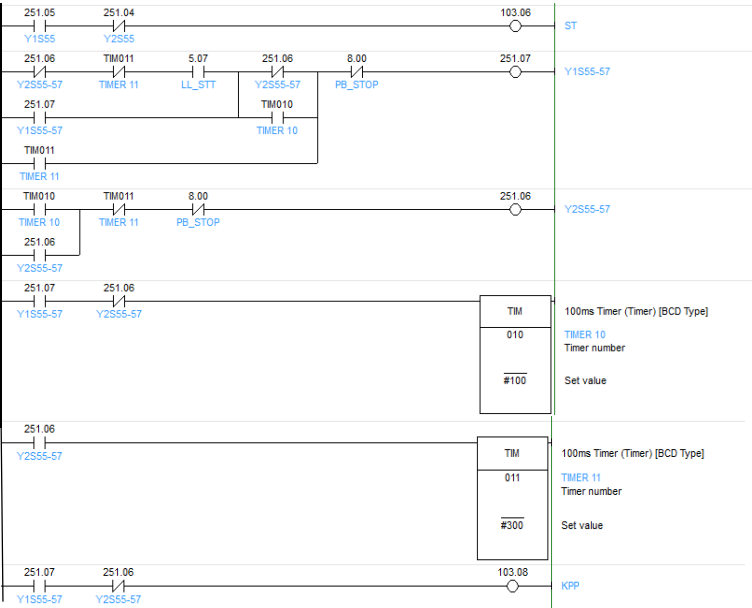 251.05 251.04 103.06
ST
Y1S55 Y2S55
251.06 TIM011 5.07 251.06 8.00 251.07
Y1S55-57
Y2S55-57 TIMER 11 LL_STT Y2S55-57 PB_STOP
251.07 TIM010
Y1S55-57 TIMER 10
TIM011
TIMER 11
TIM010 TIM011 8.00 251.06
Y2S55-57
TIMER 10 TIMER 11 PB_STOP
251.06
Y2S55-57
251.07 251.06
Y1S55-57 Y2S55-57
TIM 100ms Timer (Timer) [BCD Type]
010 TIMER 10
Timer number
#100 Set value
251.06
Y2S55-57
TIM 100ms Timer (Timer) [BCD Type]
011 TIMER 11
Timer number
#300 Set value
251.07 251.06 103.08
KPP
Y1S55-57 Y2S55-57